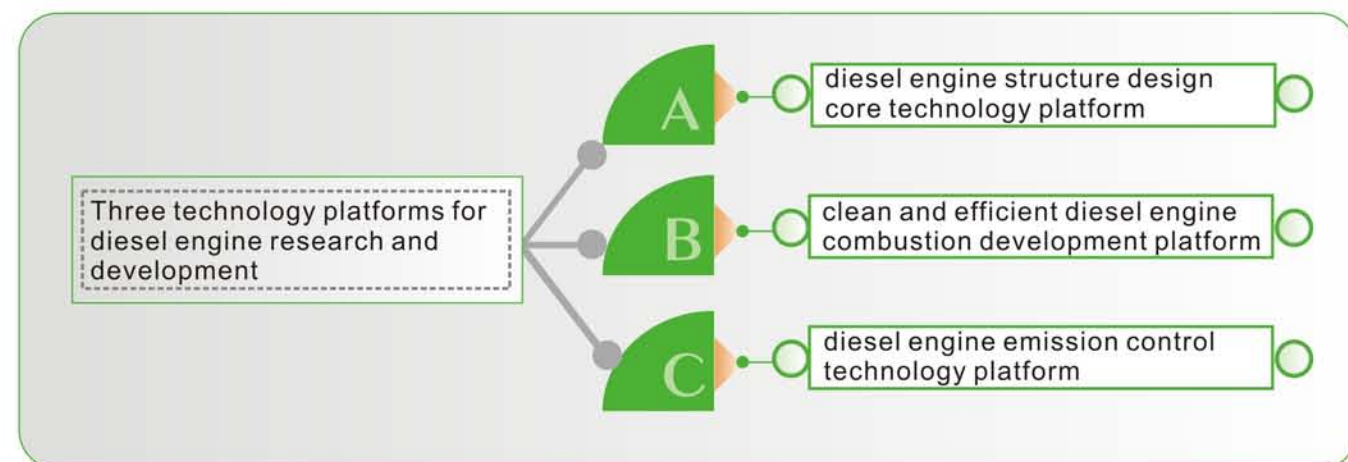 Three technology platforms for
diesel engine research and
development
A
diesel engine structure design
core technology platform
B
clean and efficient diesel engine
combustion development platform
C
diesel engine emission control
technology platform